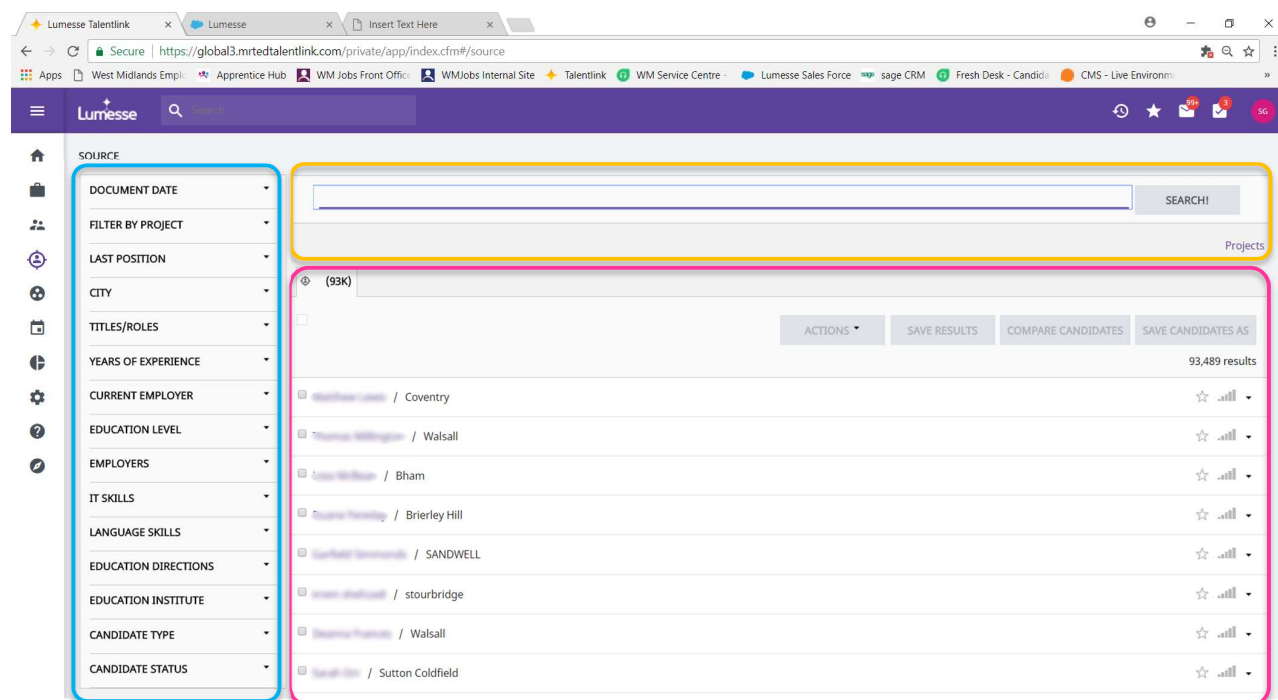 Lumesse Talentlink
Lumesse
Insert Text Here
Secure https://global3.mrtedtalentlink.com/private/app/index.cfm#/source
Apps West Midlands Emplo Apprentice Hub WM Jobs Front Office WMJobs Internal Site Talentlink WM Service Centre - Lumesse Sales Force sage CRM Fresh Desk - Candida CMS - Live Environm »
Lumesse Search... 99+ 3 SG
SOURCE
DOCUMENT DATE
FILTER BY PROJECT
LAST POSITION
CITY
TITLES/ROLES
YEARS OF EXPERIENCE
CURRENT EMPLOYER
EDUCATION LEVEL
EMPLOYERS
IT SKILLS
LANGUAGE SKILLS
EDUCATION DIRECTIONS
EDUCATION INSTITUTE
CANDIDATE TYPE
CANDIDATE STATUS
SEARCH!
Projects
(93K)
ACTIONS SAVE RESULTS COMPARE CANDIDATES SAVE CANDIDATES AS
93,489 results
/ Coventry
/ Walsall
/ Bham
/ Brierley Hill
/ SANDWELL
/ stourbridge
/ Walsall
/ Sutton Coldfield